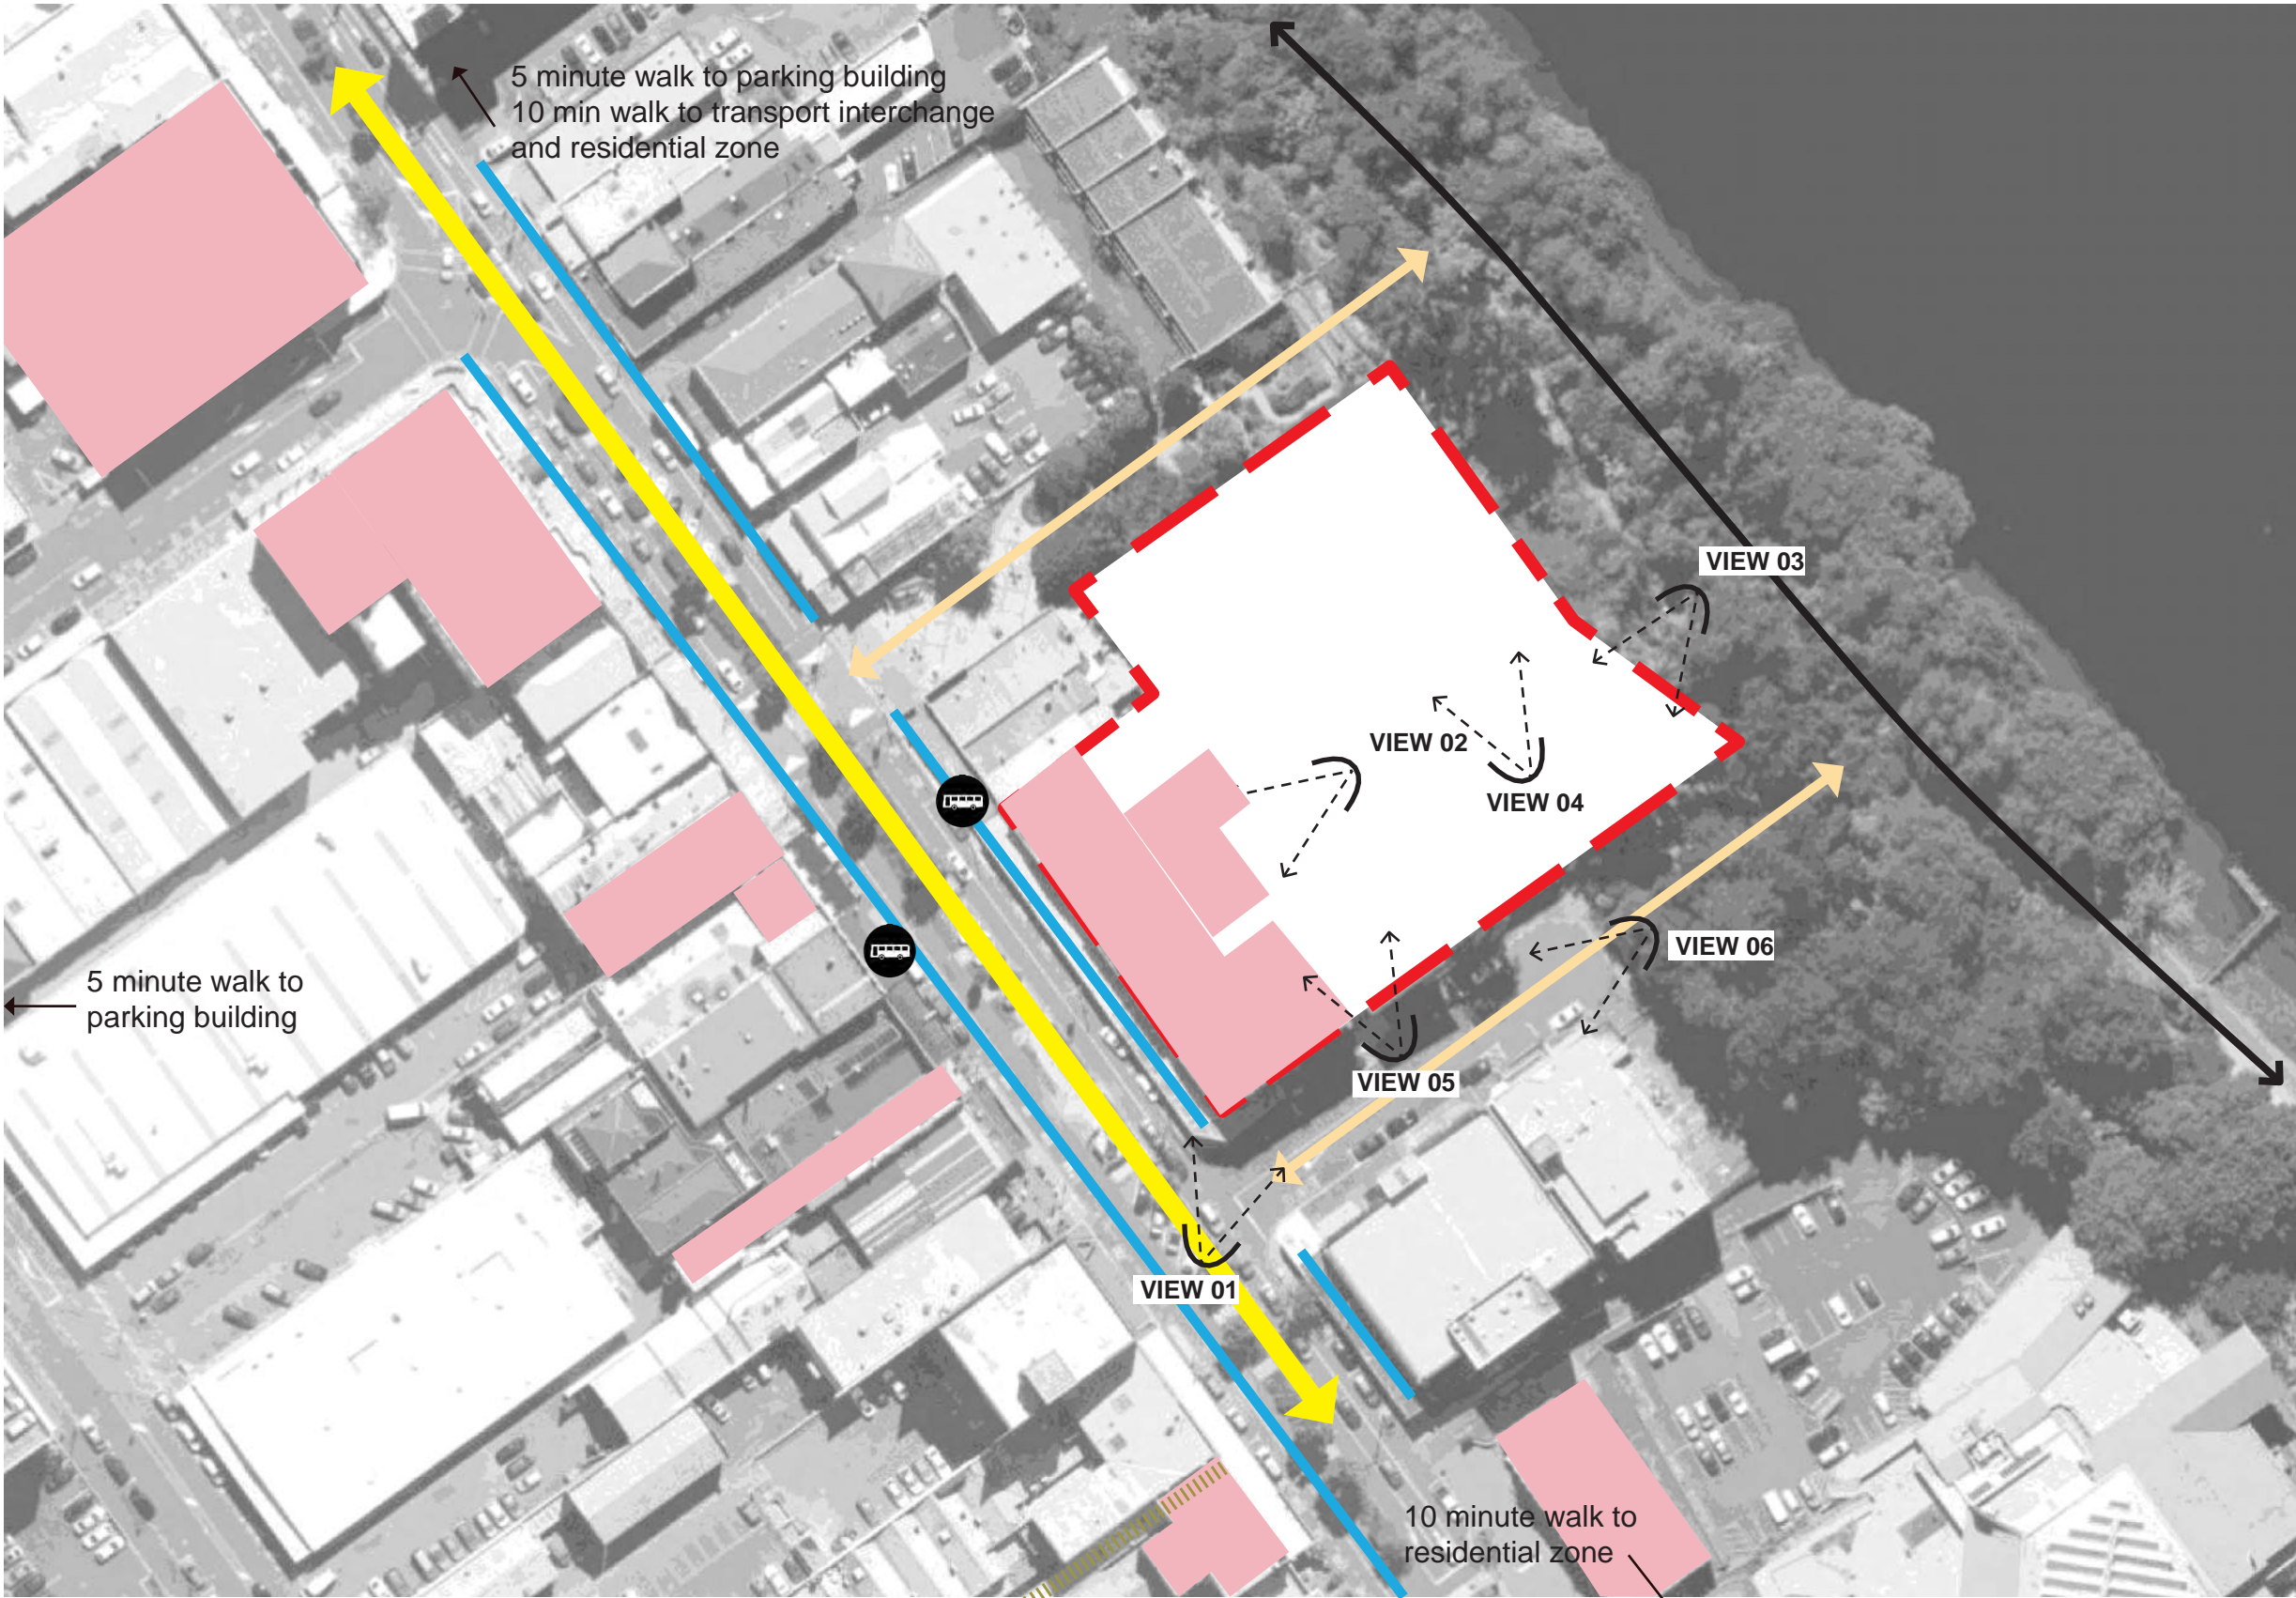 5 minute walk to parking building
10 min walk to transport interchange
and residential zone
VIEW 03
VIEW 02
VIEW 04
VIEW 06
5 minute walk to
parking building
VIEW 05
VIEW 01
10 minute walk to
residential zone